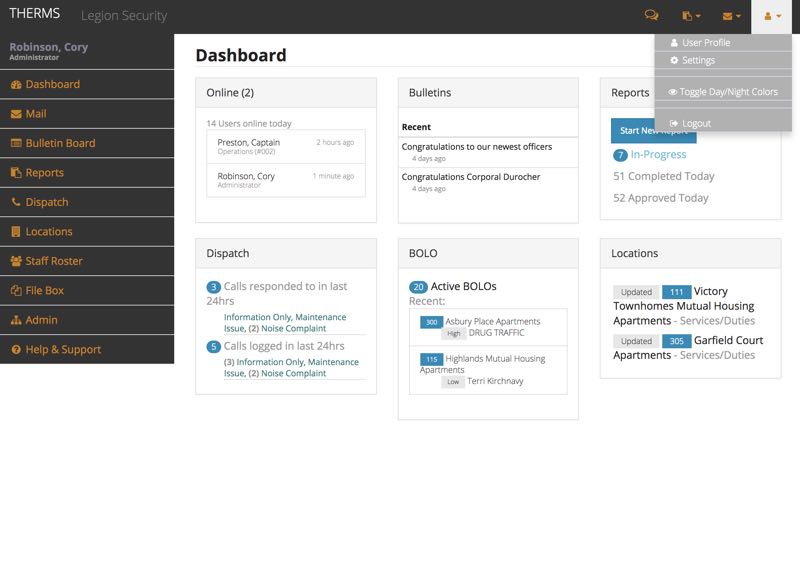 THERMS Legion Security
Robinson, Cory
Administrator
Dashboard
Mail
Bulletin Board
Reports
Dispatch
Locations
Staff Roster
File Box
Admin
Help & Support
User Profile
Settings
Toggle Day/Night Colors
Logout
Dashboard
Online (2)
14 Users online today
Preston, Captain 2 hours ago
Operations (#002)
Robinson, Cory 1 minute ago
Administrator
Bulletins
Recent
Congratulations to our newest officers
4 days ago
Congratulations Corporal Durocher
4 days ago
Reports
Start New Report
7 In-Progress
51 Completed Today
52 Approved Today
Dispatch
3 Calls responded to in last
24hrs
Information Only, Maintenance
Issue, (2) Noise Complaint
5 Calls logged in last 24hrs
(3) Information Only, Maintenance
Issue, (2) Noise Complaint
BOLO
20 Active BOLOs
Recent:
300 Asbury Place Apartments
High DRUG TRAFFIC
115 Highlands Mutual Housing
Apartments
Low Terri Kirchnavy
Locations
Updated 111 Victory
Townhomes Mutual Housing
Apartments - Services/Duties
Updated 305 Garfield Court
Apartments - Services/Duties